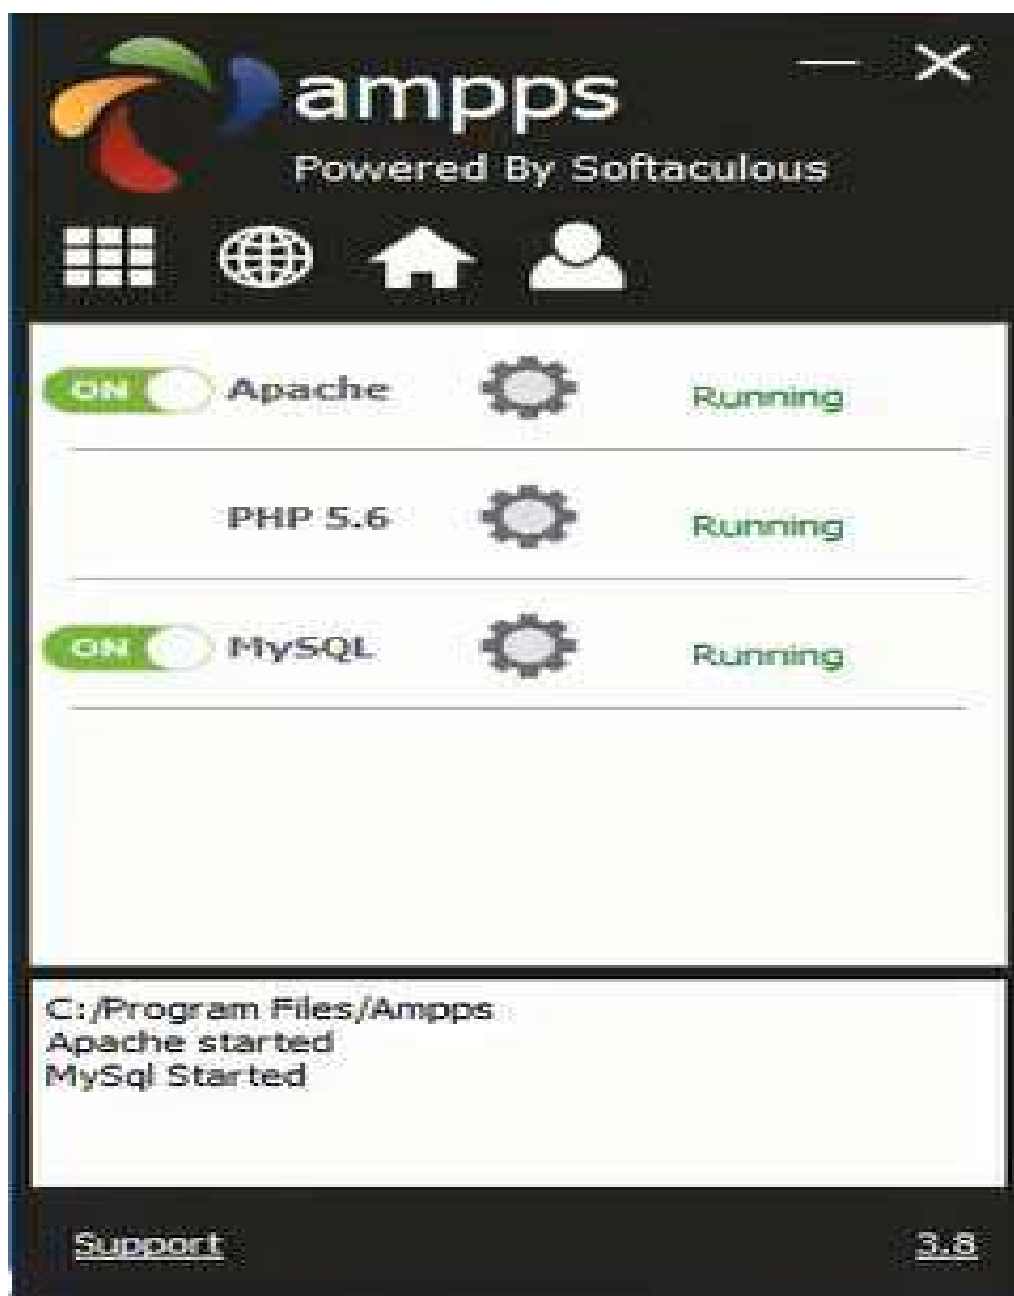 ampps
Powered By Softaculous
ON Apache Running
PHP 5.6 Running
ON MySQL Running
C:/Program Files/Ampps
Apache started
MySql Started
Support 3.8